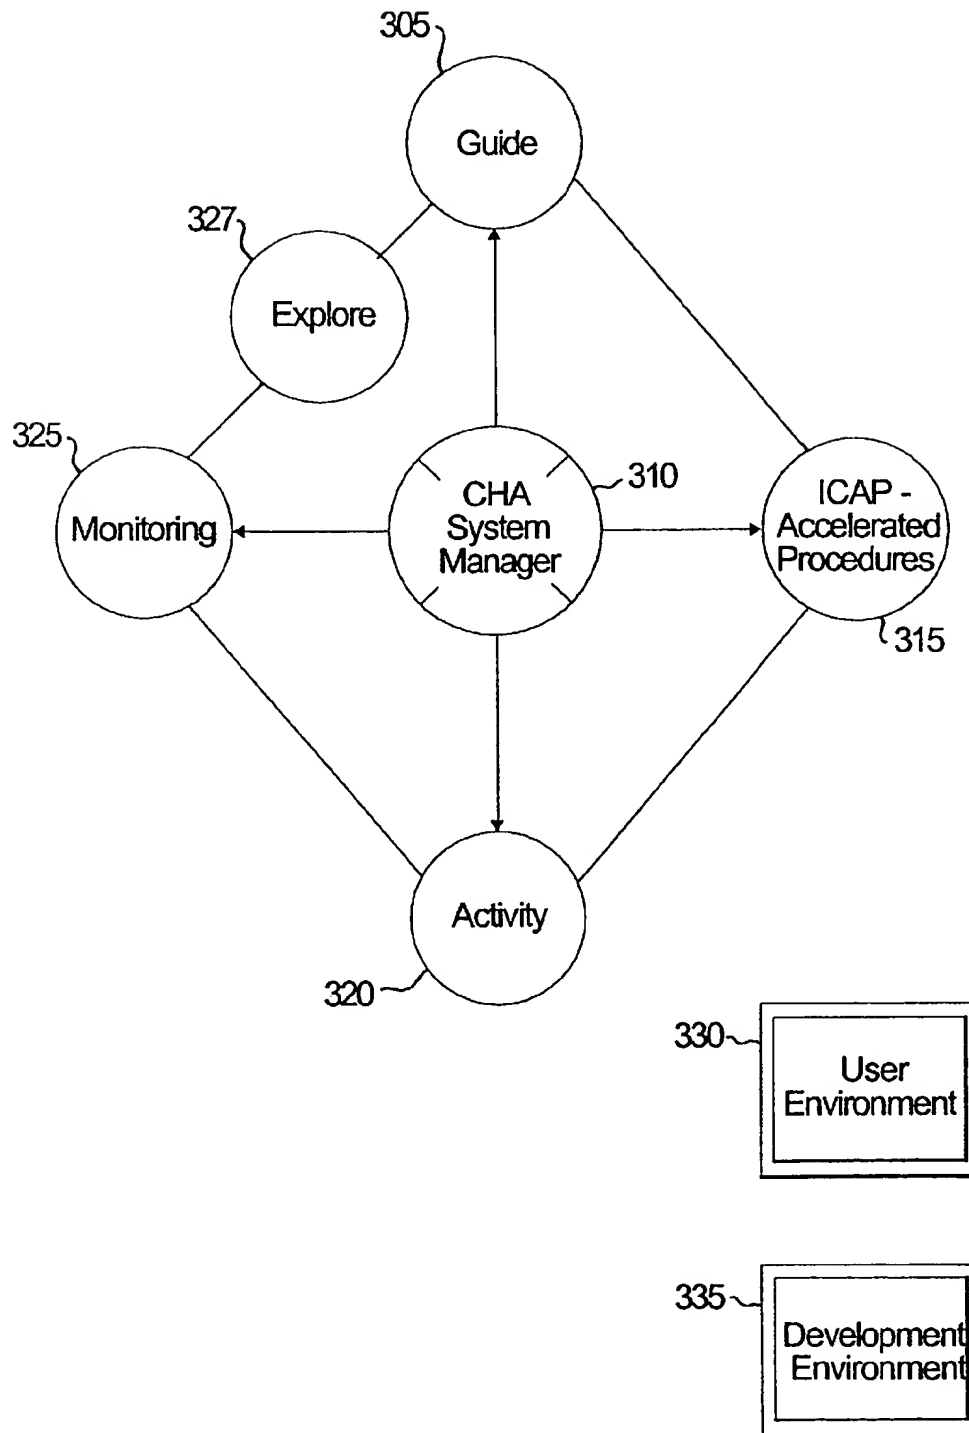 305
Guide
327
Explore
325
Monitoring
CHA
System
Manager
310
ICAP -
Accelerated
Procedures
315
Activity
320
330
User
Environment
335
Development
Environment